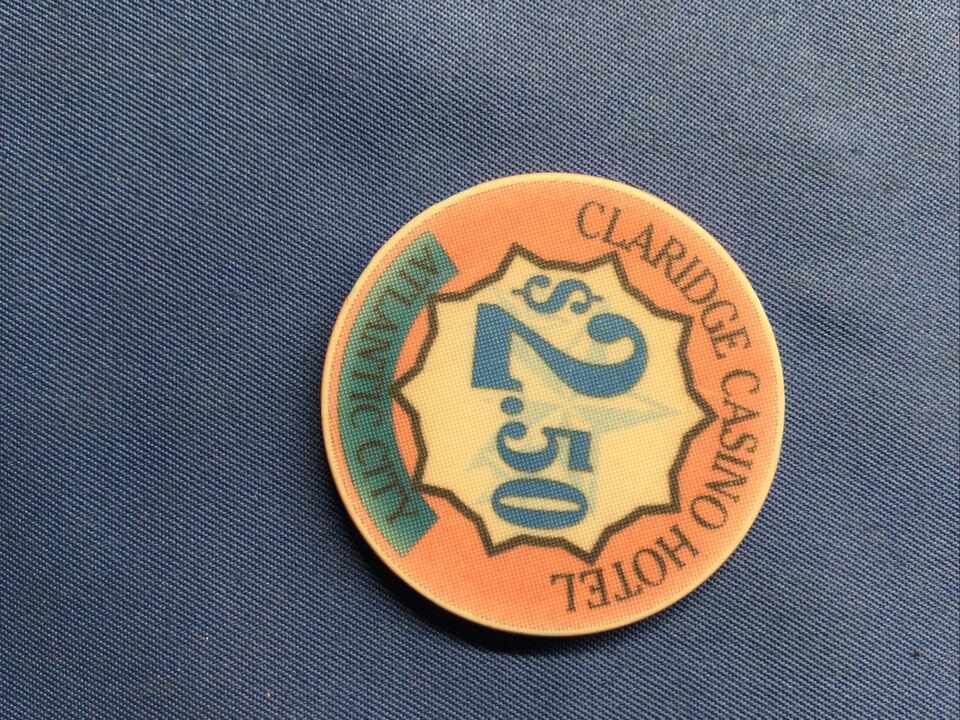 CLARIDGE CASINO HOTEL
$2.50
ATLANTIC CITY